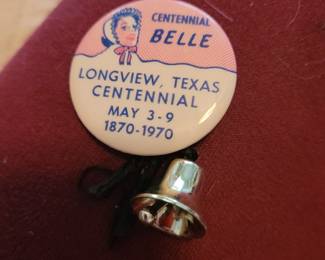 CENTENNIAL
BELLE
LONGVIEW, TEXAS
CENTENNIAL
MAY 3-9
1870-1970